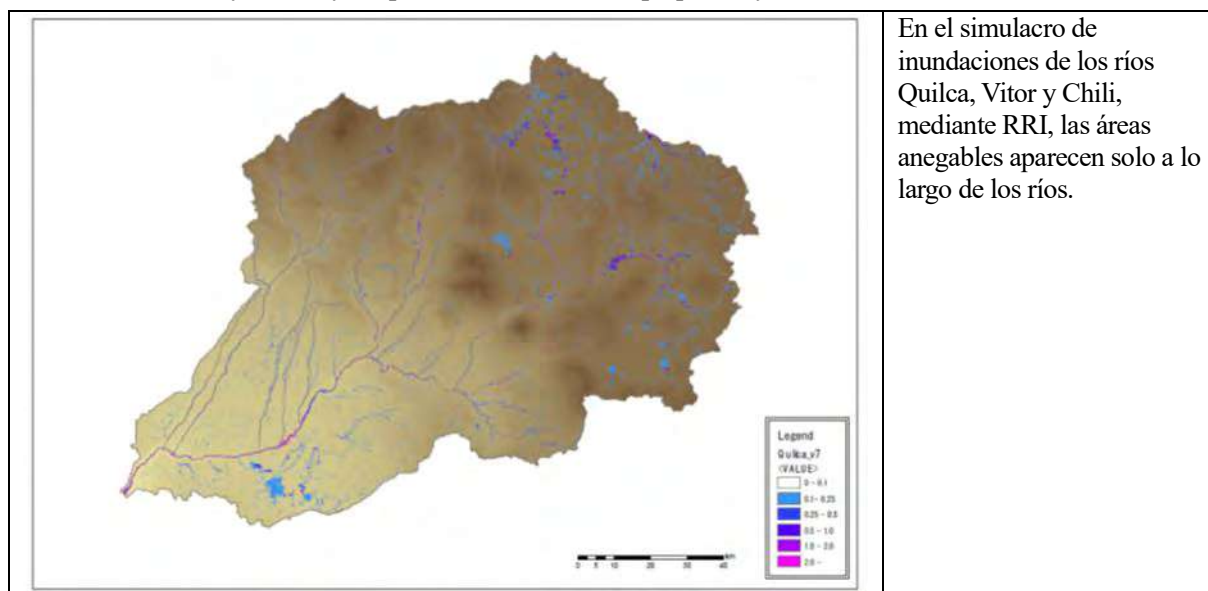 En el simulacro de
inundaciones de los ríos
Quilca, Vitor y Chili,
mediante RRI, las áreas
anegables aparecen solo a lo
largo de los ríos.
Legend
Quilca_v7
<VALUE>
0 - 0.1
0.1 - 0.25
0.25 - 0.5
0.5 - 1.0
1.0 - 2.0
2.0 -
km
0 5 10 20 30 40